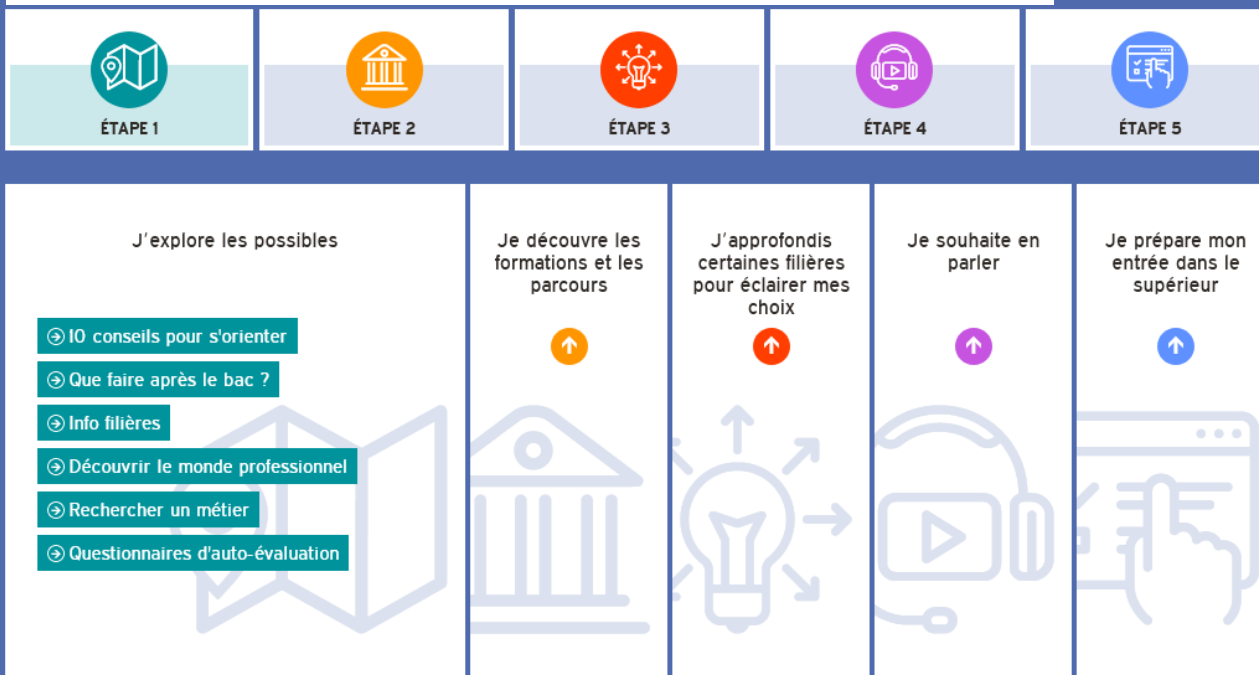 ÉTAPE 1
ÉTAPE 2
ÉTAPE 3
ÉTAPE 4
ÉTAPE 5
J'explore les possibles
10 conseils pour s'orienter
Que faire après le bac ?
Info filières
Découvrir le monde professionnel
Rechercher un métier
Questionnaires d'auto-évaluation
Je découvre les
formations et les
parcours
J'approfondis
certaines filières
pour éclairer mes
choix
Je souhaite en
parler
Je prépare mon
entrée dans le
supérieur